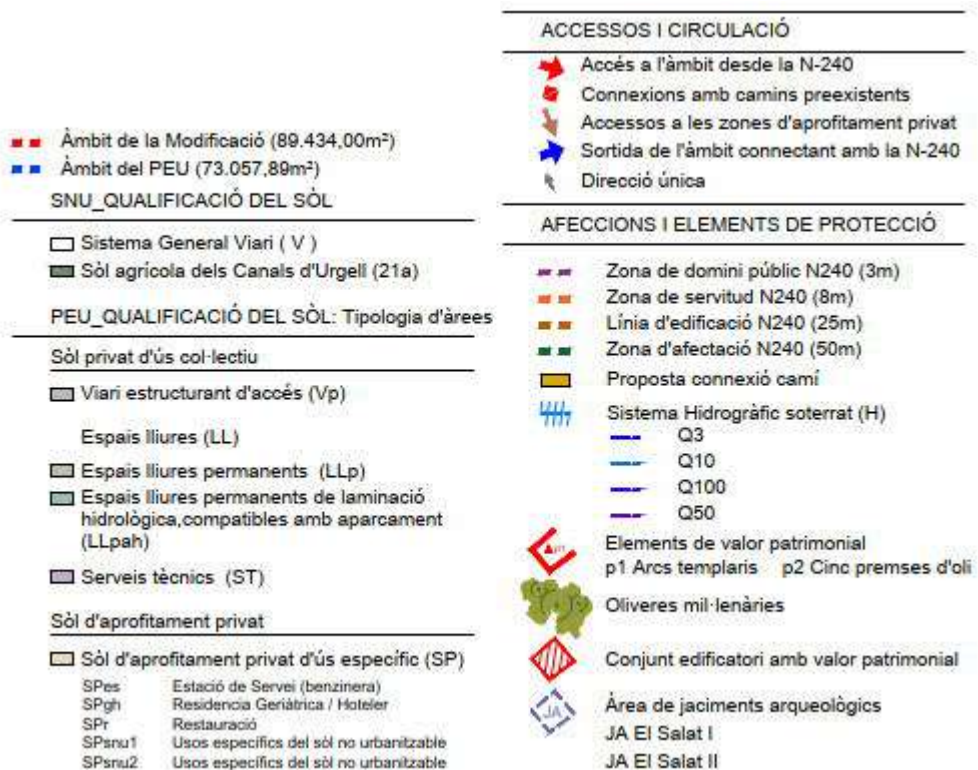 Àmbit de la Modificació (89.434,00m²)
Àmbit del PEU (73.057,89m²)
SNU_QUALIFICACIÓ DEL SÒL
Sistema General Viari ( V )
Sòl agrícola dels Canals d'Urgell (21a)
PEU_QUALIFICACIÓ DEL SÒL: Tipologia d'àrees
Sòl privat d'ús col·lectiu
Viari estructurant d'accés (Vp)
Espais lliures (LL)
Espais lliures permanents (LLp)
Espais lliures permanents de laminació
hidrològica,compatibles amb aparcament
(LLpah)
Serveis tècnics (ST)
Sòl d'aprofitament privat
Sòl d'aprofitament privat d'ús específic (SP)
SPes Estació de Servei (benzinera)
SPgh Residencia Geriàtrica / Hoteler
SPr Restauració
SPsnu1 Usos específics del sòl no urbanitzable
SPsnu2 Usos específics del sòl no urbanitzable
ACCESSOS I CIRCULACIÓ
Accés a l'àmbit desde la N-240
Connexions amb camins preexistents
Accessos a les zones d'aprofitament privat
Sortida de l'àmbit connectant amb la N-240
Direcció única
AFECCIONS I ELEMENTS DE PROTECCIÓ
Zona de domini públic N240 (3m)
Zona de servitud N240 (8m)
Línia d'edificació N240 (25m)
Zona d'afectació N240 (50m)
Proposta connexió camí
Sistema Hidrogràfic soterrat (H)
Q3
Q10
Q100
Q50
Elements de valor patrimonial
p1 Arcs templaris p2 Cinc premses d'oli
Oliveres mil·lenàries
Conjunt edificatori amb valor patrimonial
JA
Àrea de jaciments arqueològics
JA El Salat I
JA El Salat II